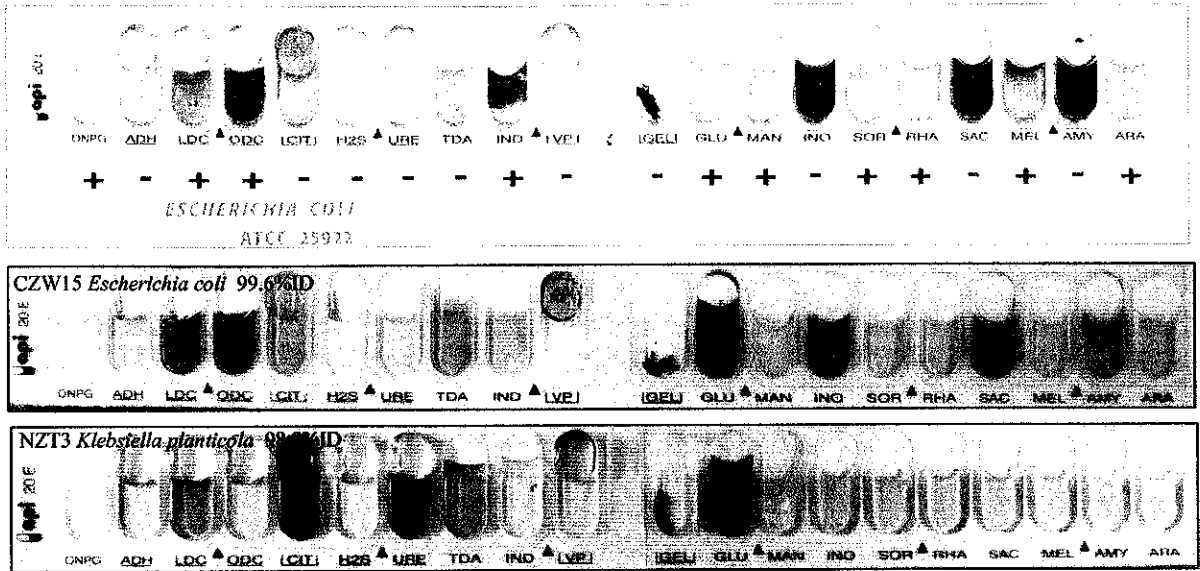 api 20 E
ONPG ADH LDC ODC |CIT| H2S URE TDA IND |VP| |GEL| GLU MAN INO SOR RHA SAC MEL AMY ARA
+ - + + - - - - + - - + + - + + - + - +
ESCHERICHIA COLI
ATCC 25922
CZW15 Escherichia coli 99.6%ID
api 20 E
ONPG ADH LDC ODC |CIT| H2S URE TDA IND |VP| |GEL| GLU MAN INO SOR RHA SAC MEL AMY ARA
NZT3 Klebsiella planticola
api 20 E
ONPG ADH LDC ODC |CIT| H2S URE TDA IND |VP| |GEL| GLU MAN INO SOR RHA SAC MEL AMY ARA